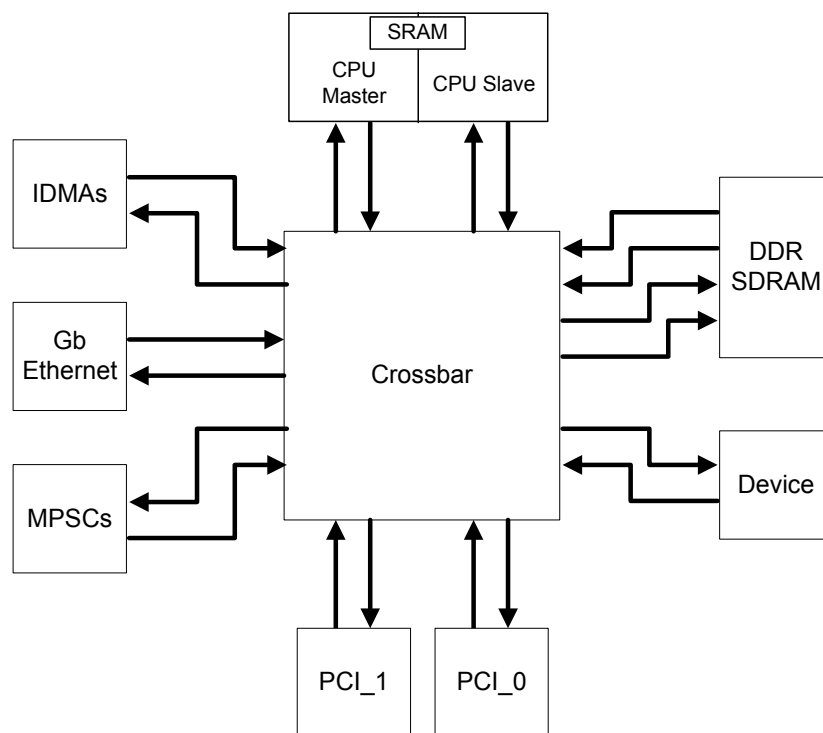 SRAM
CPU
Master
CPU Slave
IDMAs
DDR
SDRAM
Gb
Ethernet
Crossbar
MPSCs
Device
PCI_1
PCI_0